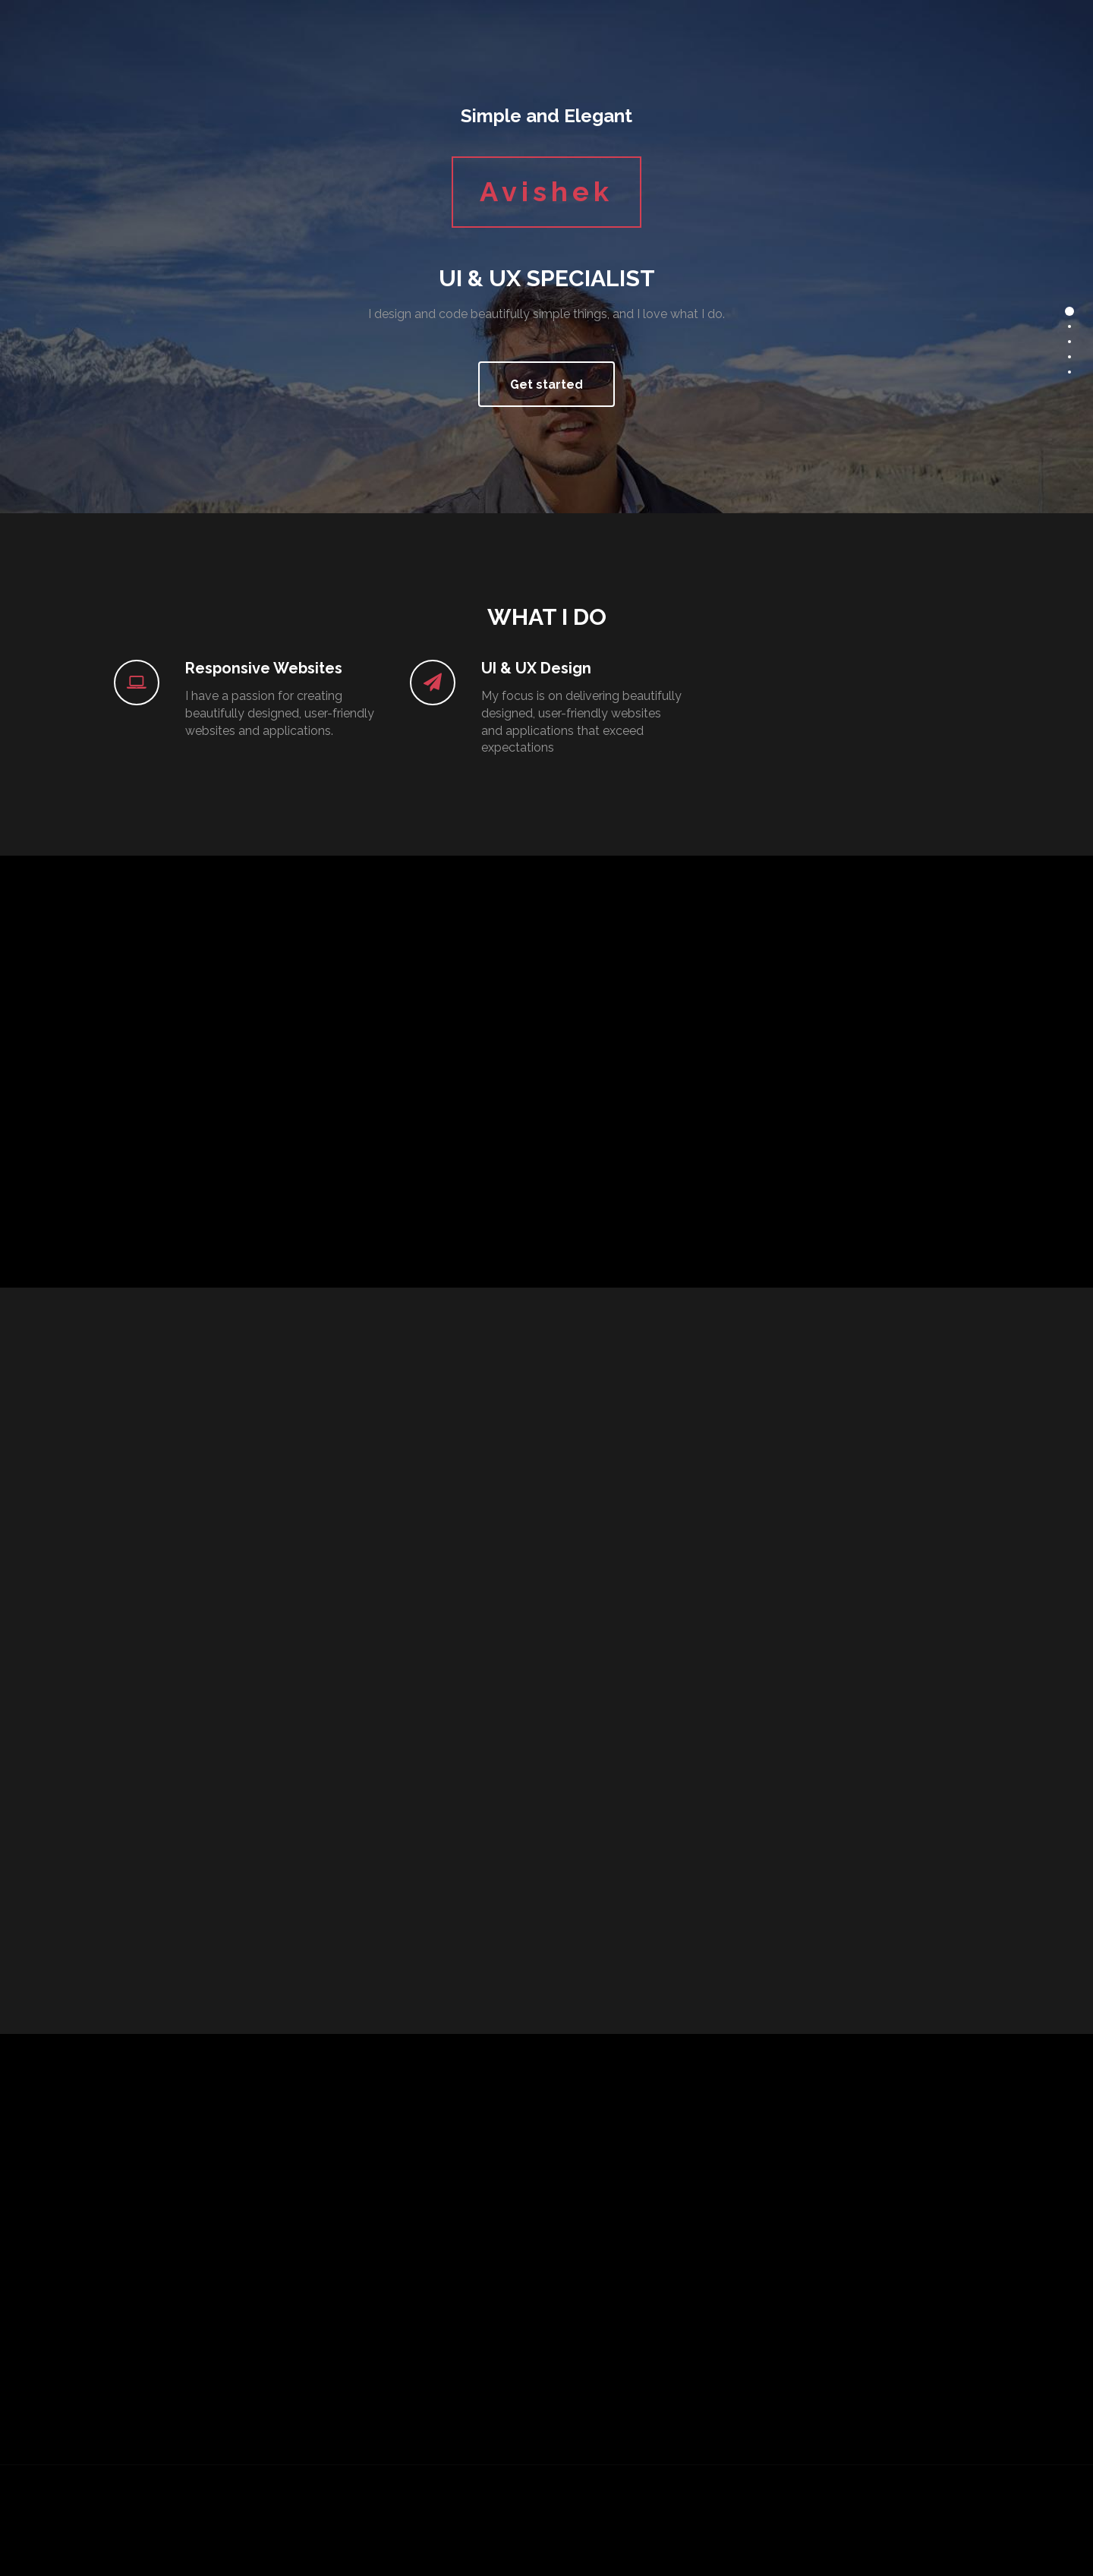 Simple and Elegant
Avishek
UI & UX SPECIALIST
I design and code beautifully simple things, and I love what I do.
Get started
WHAT I DO
Responsive Websites
I have a passion for creating
beautifully designed, user-friendly
websites and applications.
UI & UX Design
My focus is on delivering beautifully
designed, user-friendly websites
and applications that exceed
expectations